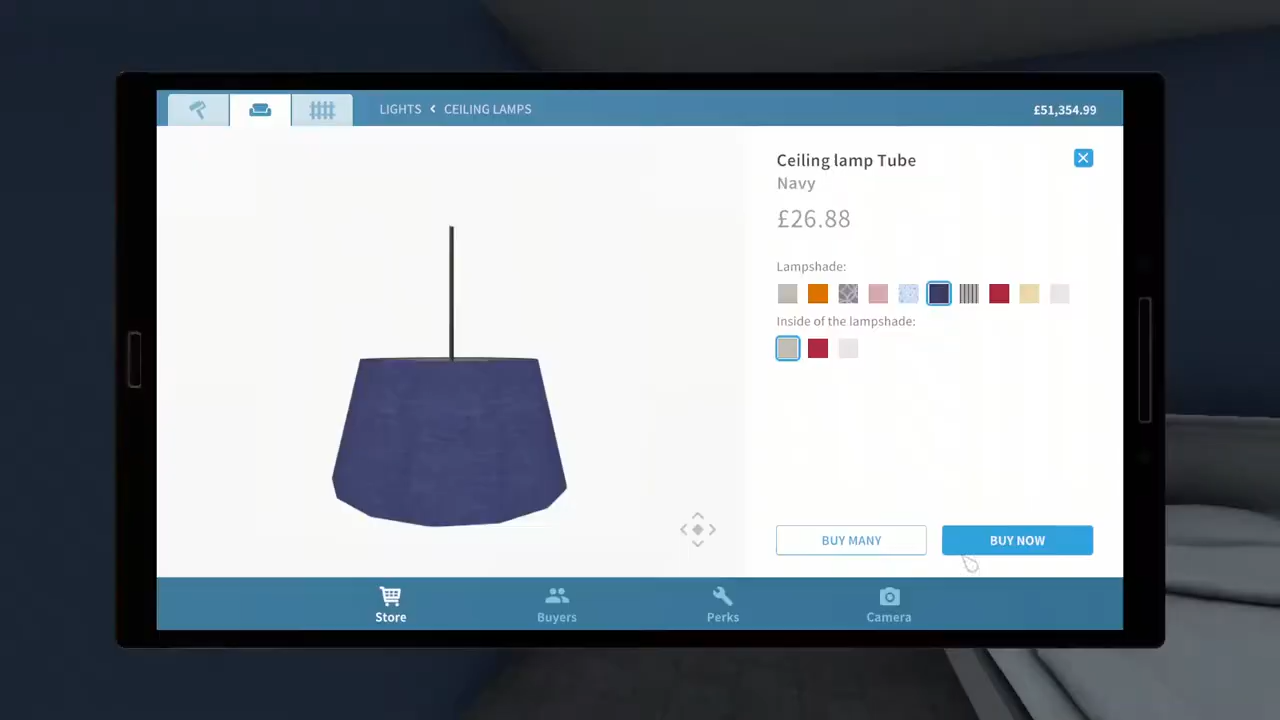 LIGHTS < CEILING LAMPS
£51,354.99
Ceiling lamp Tube
Navy
£26.88
Lampshade:
Inside of the lampshade:
BUY MANY
BUY NOW
Store
Buyers
Perks
Camera